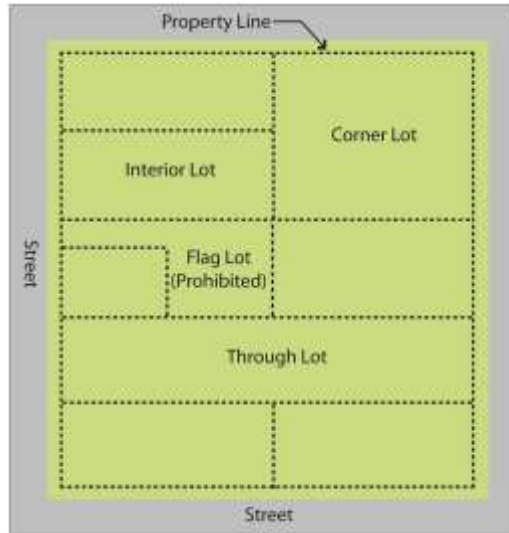 Property Line
Corner Lot
Interior Lot
Street
Flag Lot
(Prohibited)
Through Lot
Street